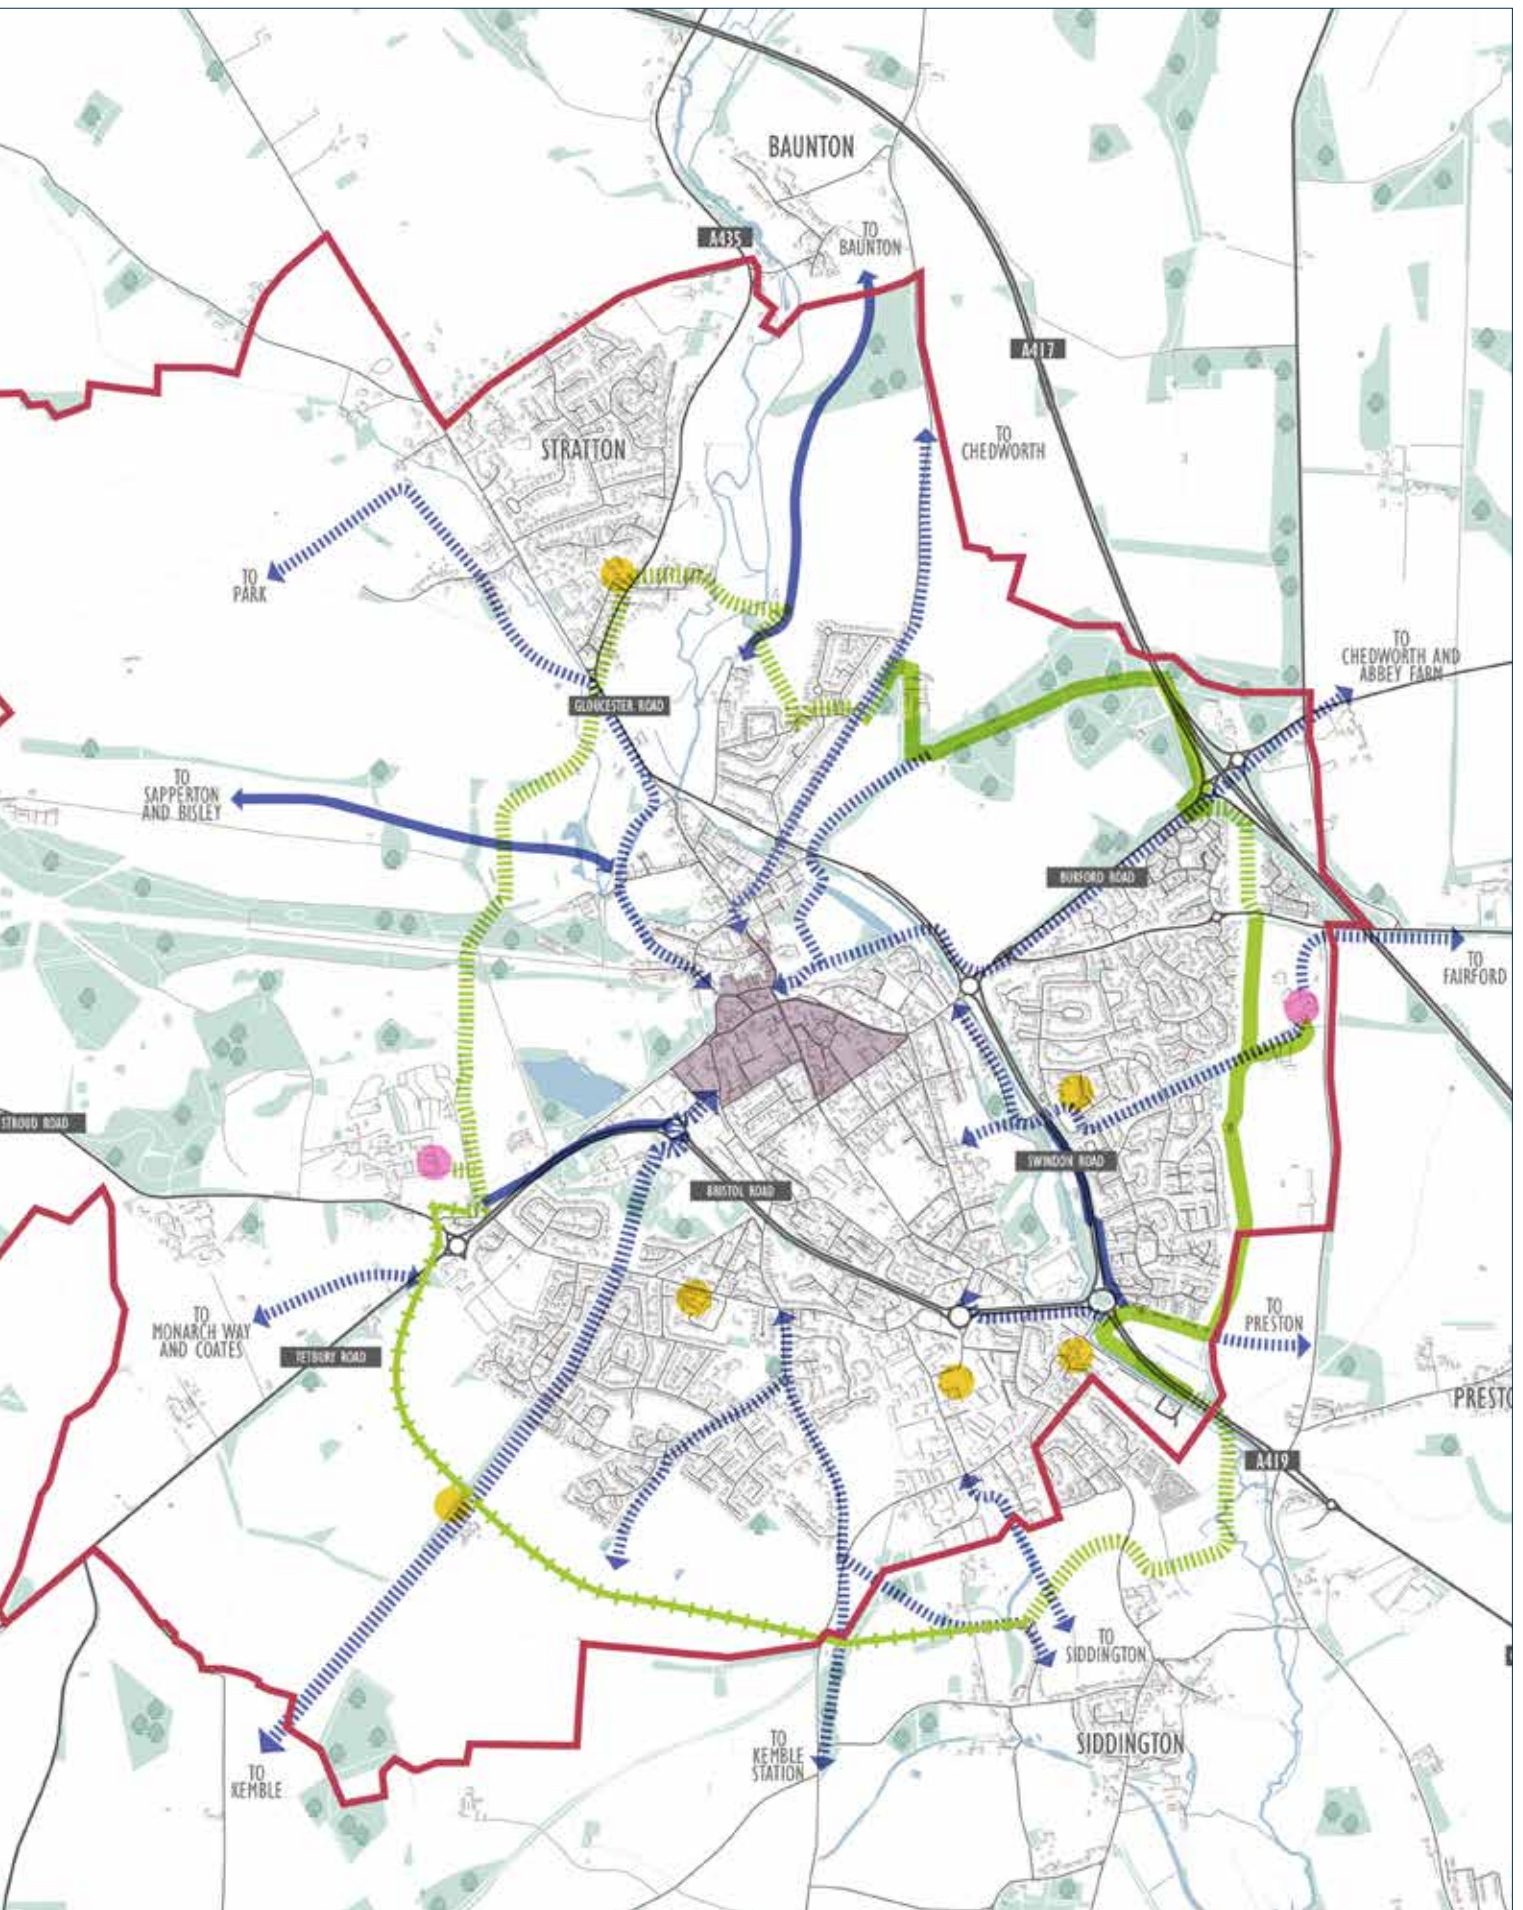 BAUNTON
A435
TO
BAUNTON
A417
TO
CHEDWORTH
STRATTON
TO
PARK
TO
CHEDWORTH AND
ABBEY FARM
GLOUCESTER ROAD
TO
SAPPERTON
AND BISLEY
BURFORD ROAD
TO
FAIRFORD
STROUD ROAD
SWINDON ROAD
BRISTOL ROAD
TO
MONARCH WAY
AND COATES
TETBURY ROAD
TO
PRESTON
PRESTO
A419
TO
SIDDINGTON
TO
KEMBLE
STATION
SIDDINGTON
TO
KEMBLE